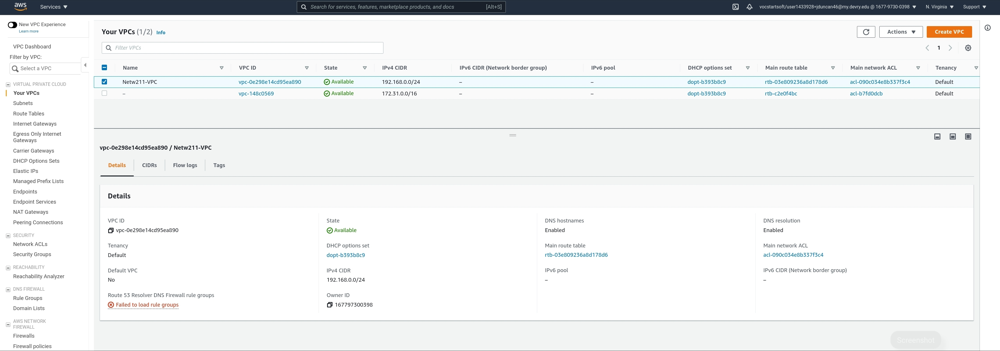 aws
Services
Search for services, features, marketplace products, and docs [Alt+S]
vocstartsoft/user1433928=jduncan46@my.devry.edu @ 1677-9730-0398
N. Virginia
Support
New VPC Experience
Learn more
VPC Dashboard
Filter by VPC:
Select a VPC
VIRTUAL PRIVATE CLOUD
Your VPCs
Subnets
Route Tables
Internet Gateways
Egress Only Internet
Gateways
Carrier Gateways
DHCP Options Sets
Elastic IPs
Managed Prefix Lists
Endpoints
Endpoint Services
NAT Gateways
Peering Connections
SECURITY
Network ACLs
Security Groups
REACHABILITY
Reachability Analyzer
DNS FIREWALL
Rule Groups
Domain Lists
AWS NETWORK
FIREWALL
Firewalls
Firewall policies
Your VPCs (1/2) Info
Actions
Create VPC
Filter VPCs
1
Name VPC ID State IPv4 CIDR IPv6 CIDR (Network border group) IPv6 pool DHCP options set Main route table Main network ACL Tenancy
Netw211-VPC vpc-0e298e14cd95ea890 Available 192.168.0.0/24 – – dopt-b393b8c9 rtb-03e809236a8d178d6 acl-090c034e8b337f3c4 Default
– vpc-148c0569 Available 172.31.0.0/16 – – dopt-b393b8c9 rtb-c2e0f4bc acl-b7fd0dcb Default
vpc-0e298e14cd95ea890 / Netw211-VPC
Details CIDRs Flow logs Tags
Details
VPC ID State DNS hostnames DNS resolution
vpc-0e298e14cd95ea890 Available Enabled Enabled
Tenancy DHCP options set Main route table Main network ACL
Default dopt-b393b8c9 rtb-03e809236a8d178d6 acl-090c034e8b337f3c4
Default VPC IPv4 CIDR IPv6 pool IPv6 CIDR (Network border group)
No 192.168.0.0/24 – –
Route 53 Resolver DNS Firewall rule groups Owner ID
Failed to load rule groups 167797300398
Screenshot